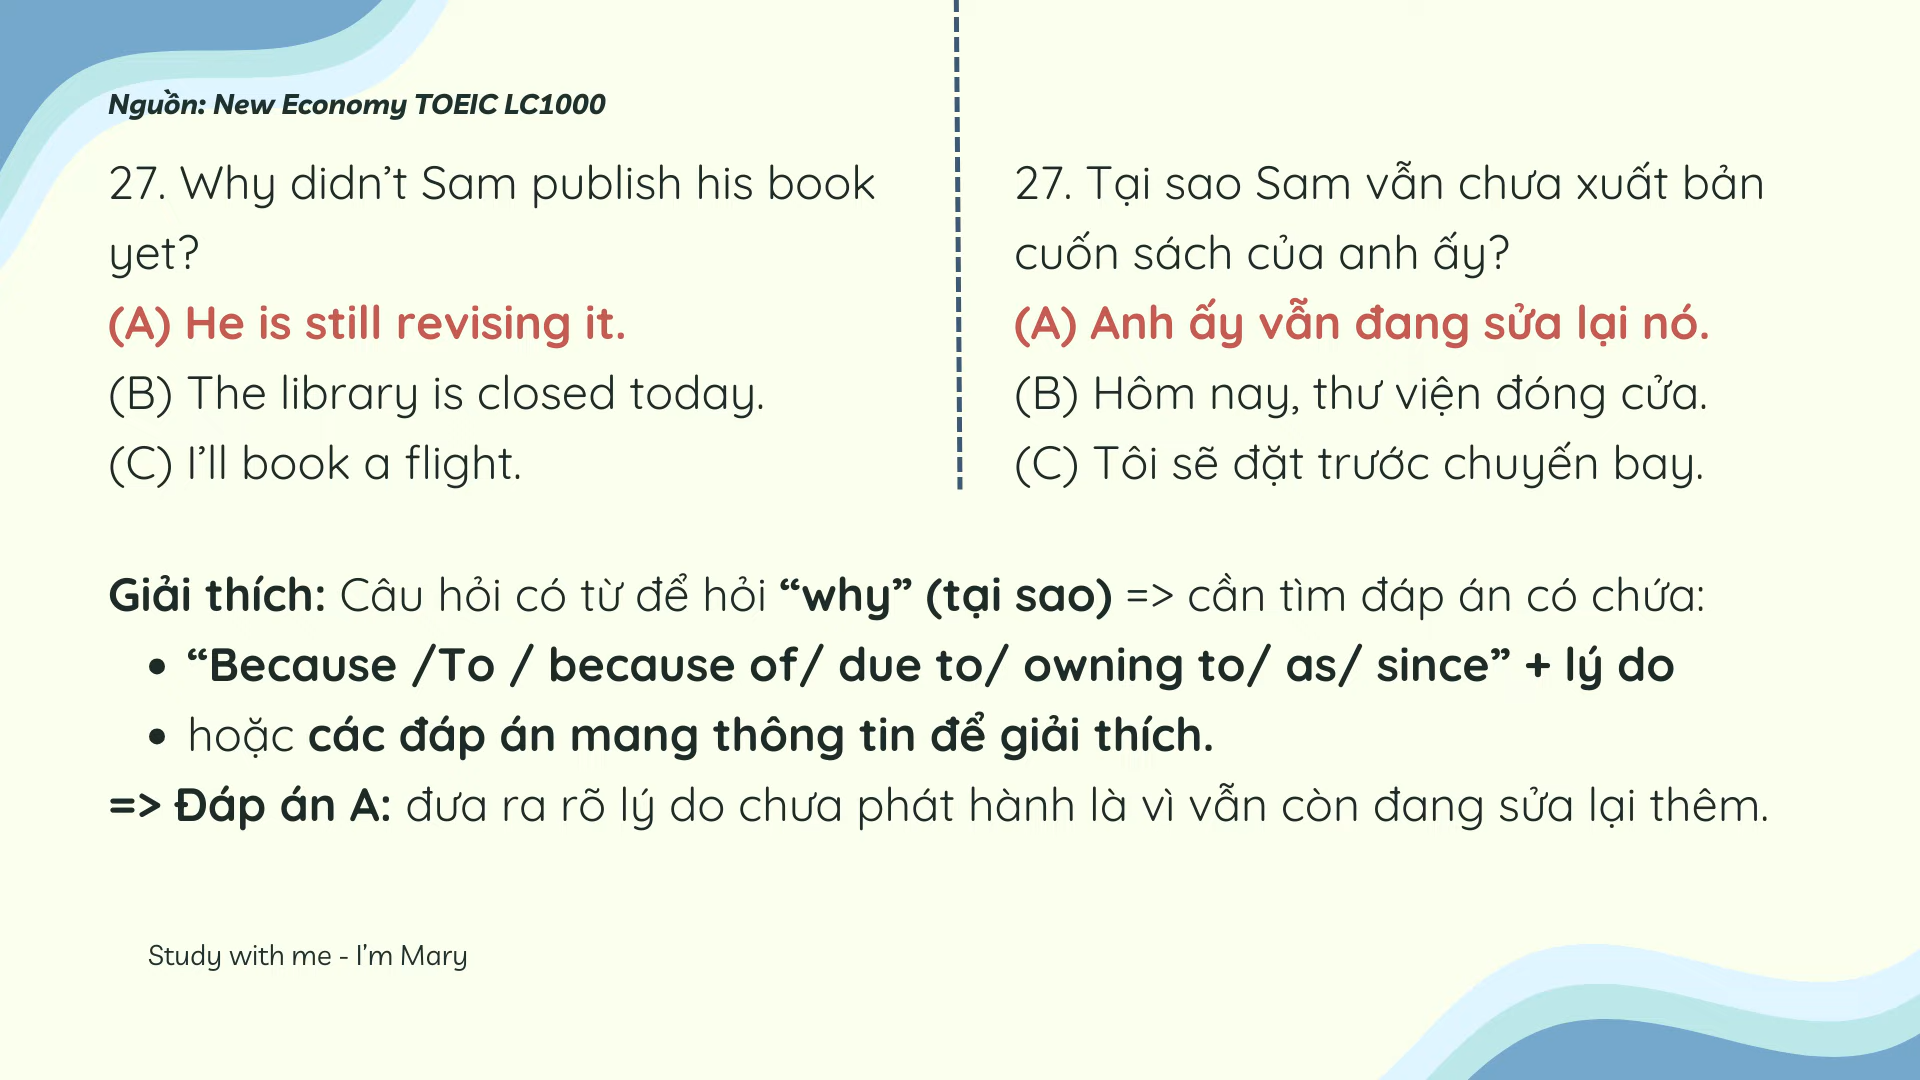 Nguồn: New Economy TOEIC LC1000
27. Why didn’t Sam publish his book
yet?
(A) He is still revising it.
(B) The library is closed today.
(C) I’ll book a flight.
27. Tại sao Sam vẫn chưa xuất bản
cuốn sách của anh ấy?
(A) Anh ấy vẫn đang sửa lại nó.
(B) Hôm nay, thư viện đóng cửa.
(C) Tôi sẽ đặt trước chuyến bay.
Giải thích: Câu hỏi có từ để hỏi “why” (tại sao) => cần tìm đáp án có chứa:
• “Because /To / because of/ due to/ owning to/ as/ since” + lý do
• hoặc các đáp án mang thông tin để giải thích.
=> Đáp án A: đưa ra rõ lý do chưa phát hành là vì vẫn còn đang sửa lại thêm.
Study with me - I’m Mary